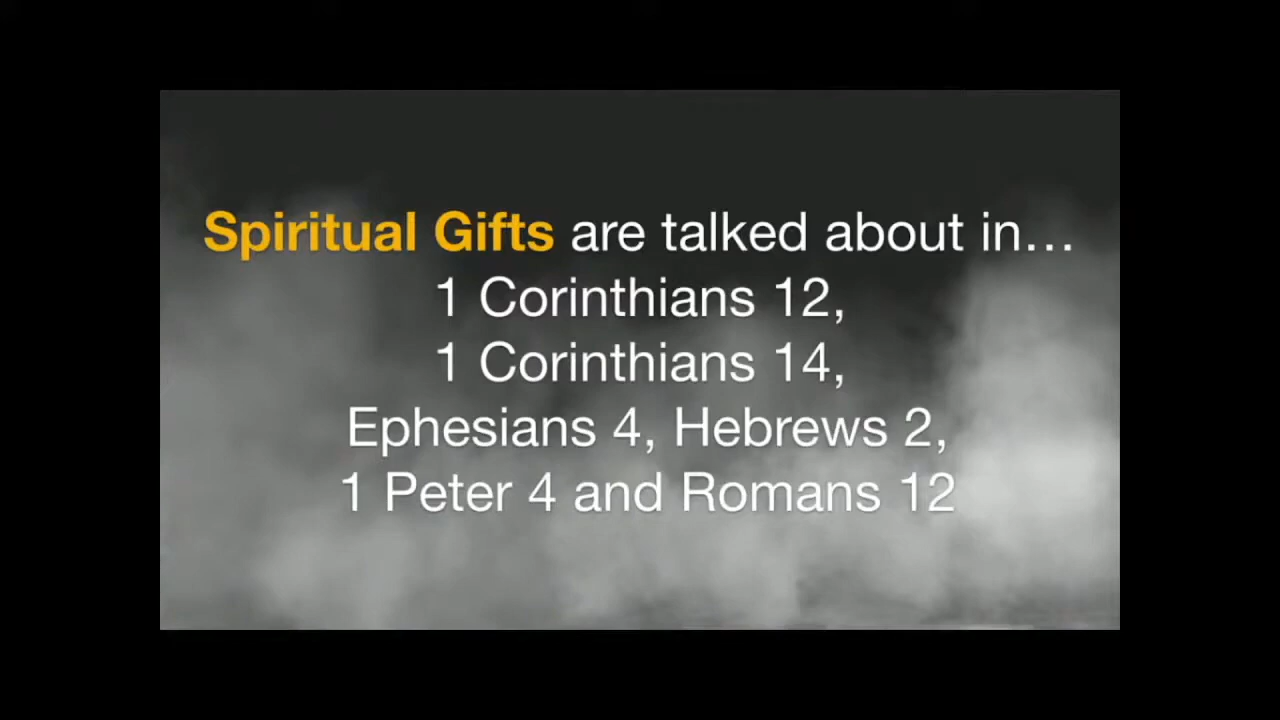 Spiritual Gifts are talked about in…
1 Corinthians 12,
1 Corinthians 14,
Ephesians 4, Hebrews 2,
1 Peter 4 and Romans 12